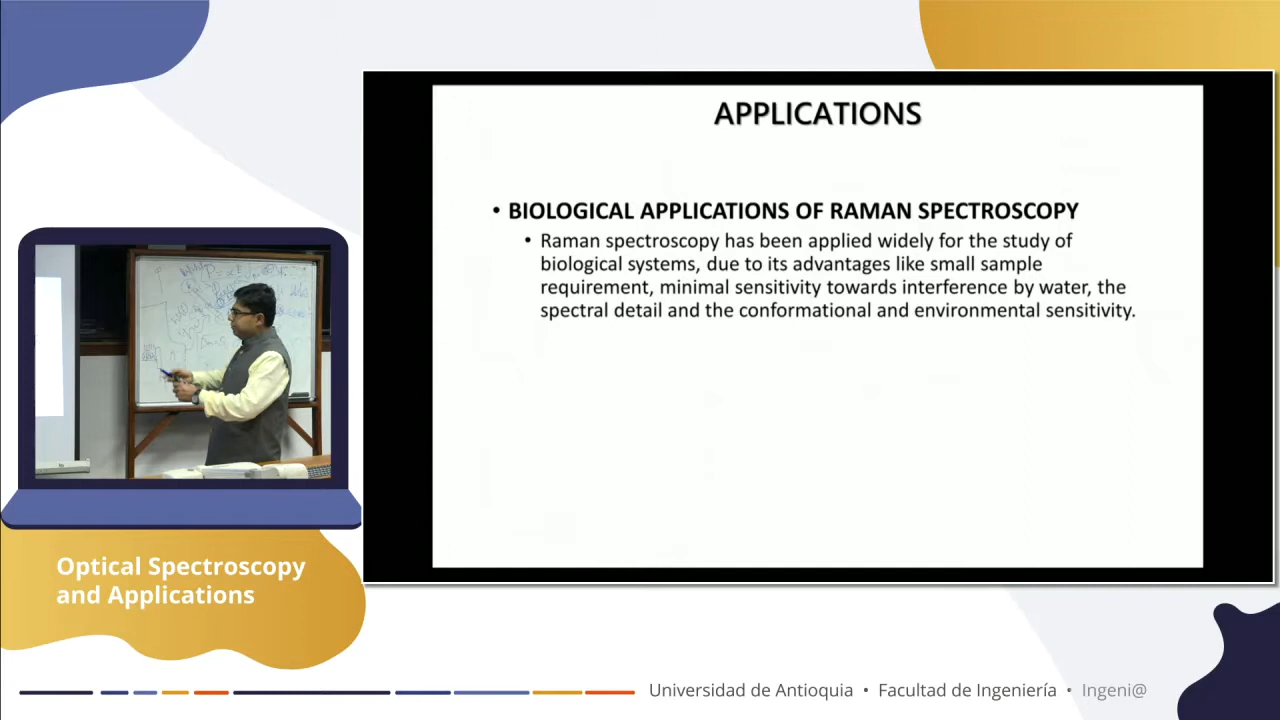 APPLICATIONS
• BIOLOGICAL APPLICATIONS OF RAMAN SPECTROSCOPY
• Raman spectroscopy has been applied widely for the study of
biological systems, due to its advantages like small sample
requirement, minimal sensitivity towards interference by water, the
spectral detail and the conformational and environmental sensitivity.
Optical Spectroscopy
and Applications
Universidad de Antioquia • Facultad de Ingeniería • Ingeni@